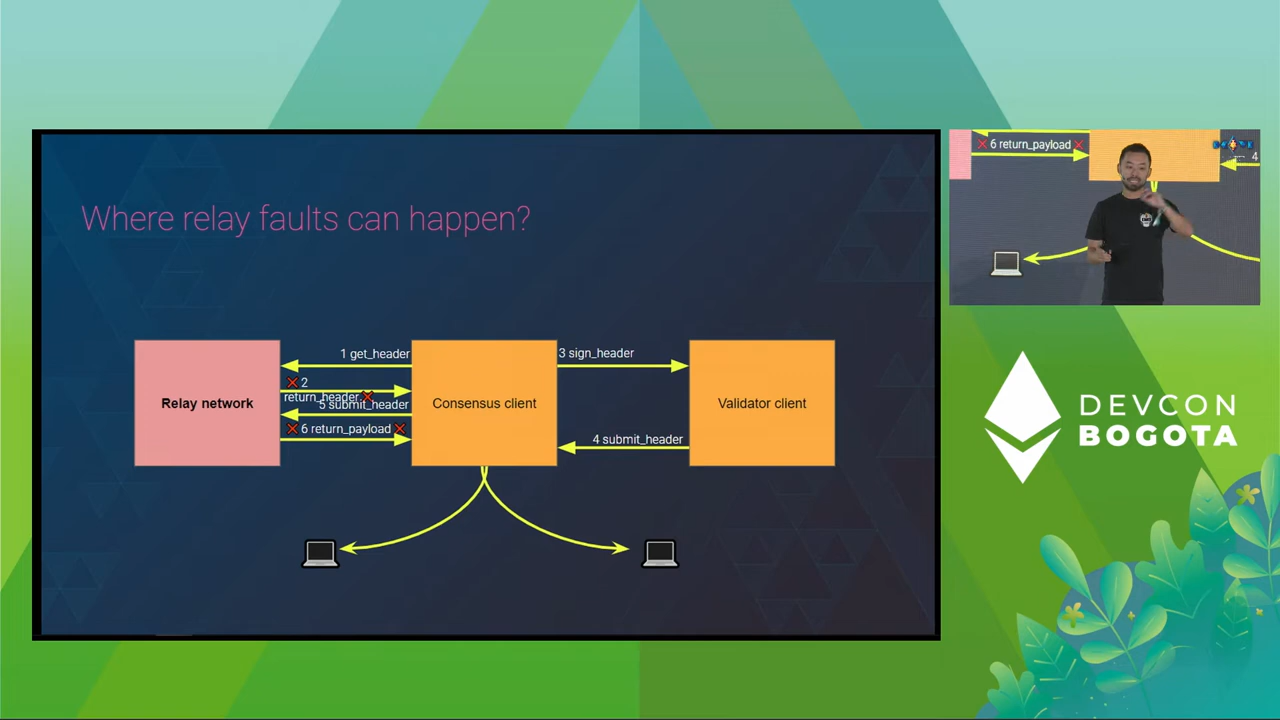 Where relay faults can happen?
1 get_header
❌ 2
return_header ❌
5 submit_header
❌ 6 return_payload ❌
3 sign_header
4 submit_header
Relay network
Consensus client
Validator client
❌ 6 return_payload ❌
4
DEVCON
BOGOTA